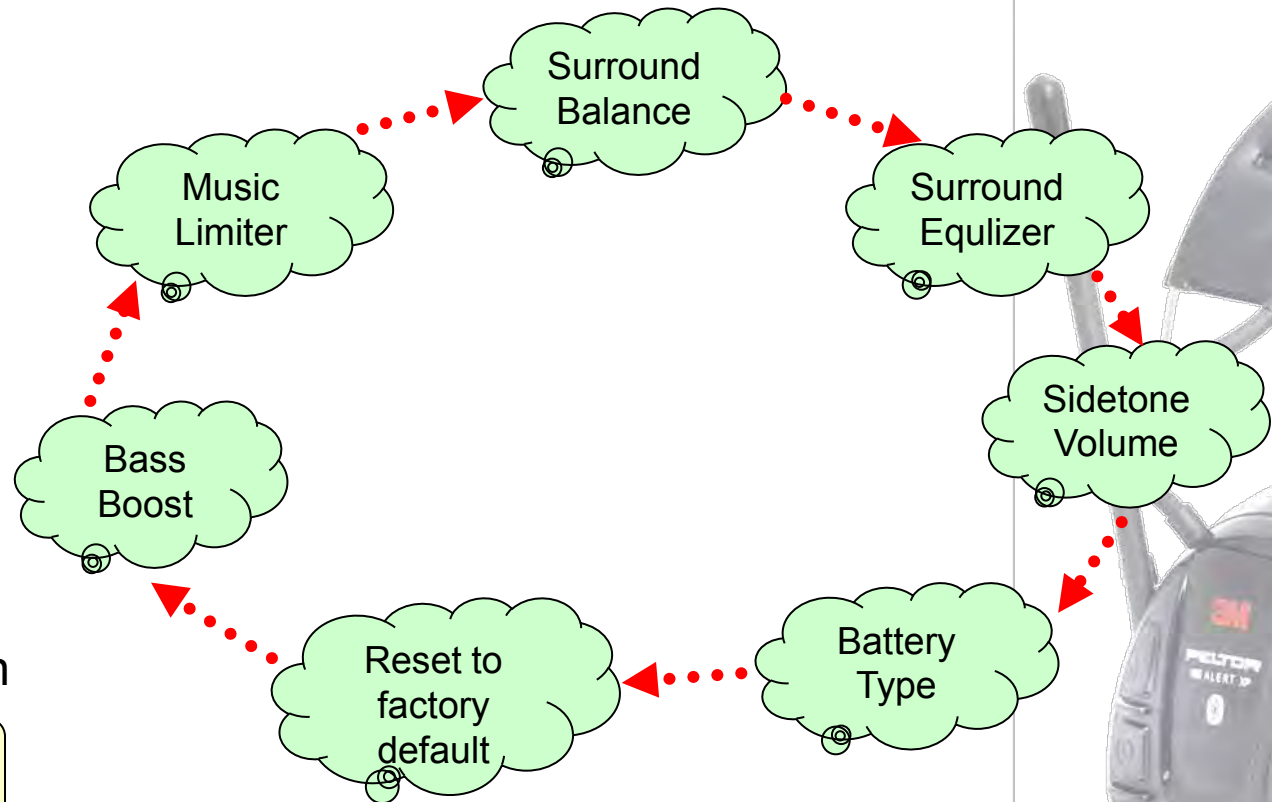 Surround
Balance
Music
Limiter
Surround
Equlizer
Sidetone
Volume
Bass
Boost
Battery
Type
Reset to
factory
default
3M
PELTOR
ALERT XP